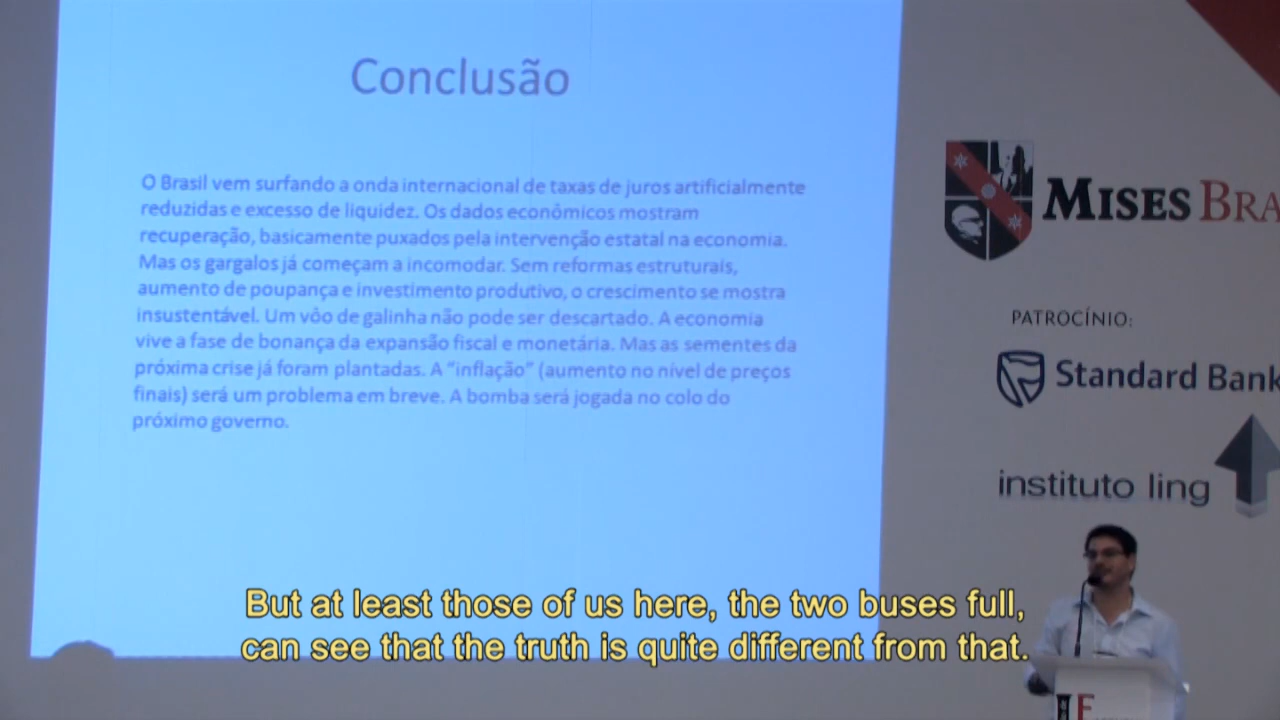 Conclusão
O Brasil vem surfando a onda internacional de taxas de juros artificialmente
reduzidas e excesso de liquidez. Os dados econômicos mostram
recuperação, basicamente puxados pela intervenção estatal na economia.
Mas os gargalos já começam a incomodar. Sem reformas estruturais,
aumento de poupança e investimento produtivo, o crescimento se mostra
insustentável. Um vôo de galinha não pode ser descartado. A economia
vive a fase de bonança da expansão fiscal e monetária. Mas as sementes da
próxima crise já foram plantadas. A "inflação" (aumento no nível de preços
finais) será um problema em breve. A bomba será jogada no colo do
próximo governo.
MISES BRA
PATROCÍNIO:
Standard Bank
instituto ling
But at least those of us here, the two buses full,
can see that the truth is quite different from that.